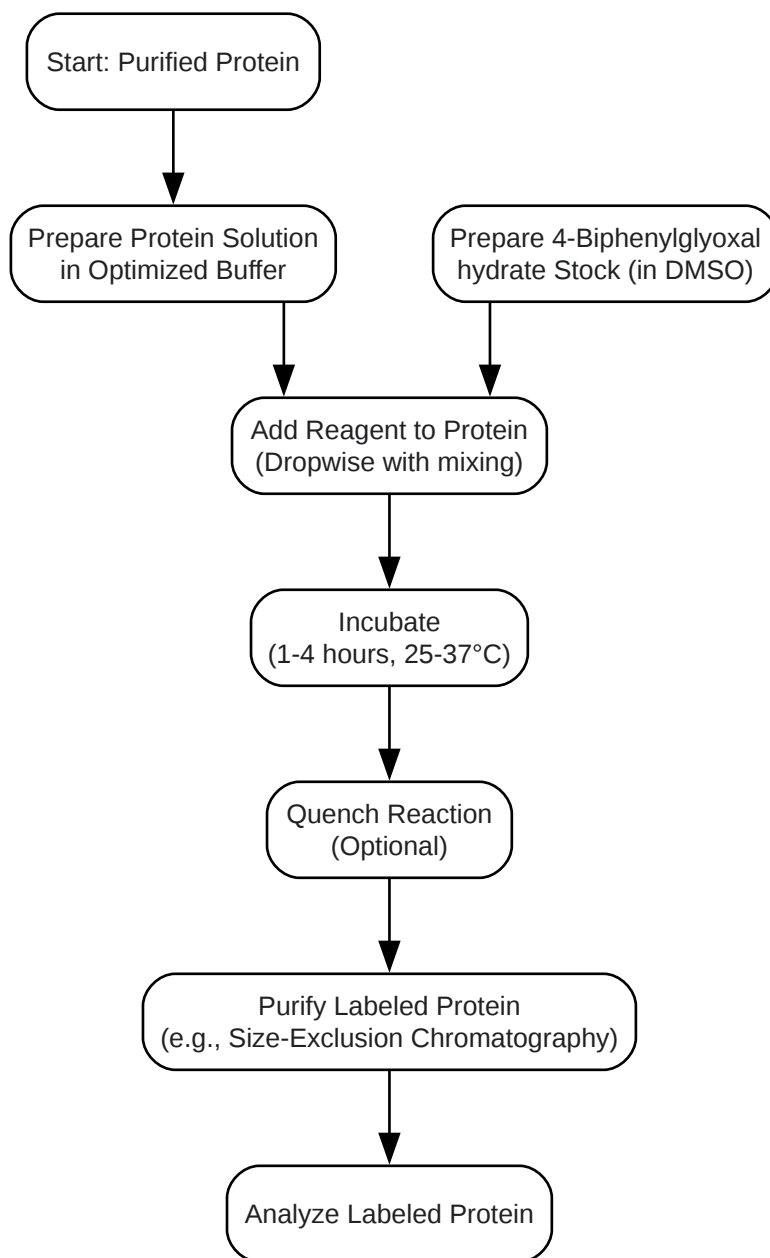 Start: Purified Protein
Prepare Protein Solution
in Optimized Buffer
Prepare 4-Biphenylglyoxal
hydrate Stock (in DMSO)
Add Reagent to Protein
(Dropwise with mixing)
Incubate
(1-4 hours, 25-37°C)
Quench Reaction
(Optional)
Purify Labeled Protein
(e.g., Size-Exclusion Chromatography)
Analyze Labeled Protein